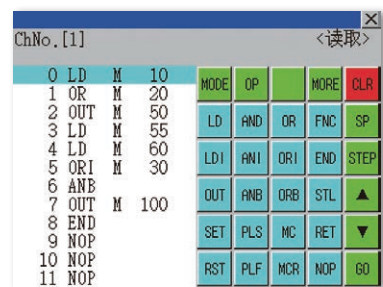 ChNo.[1] <读取>
0 LD M 10
1 OR M 20
2 OUT M 50
3 LD M 55
4 LD M 60
5 ORI M 30
6 ANB
7 OUT M 100
8 END
9 NOP
10 NOP
11 NOP
MODE OP MORE CLR
LD AND OR FNC SP
LDI ANI ORI END STEP
OUT ANB ORB STL ▲
SET PLS MC RET ▼
RST PLF MCR NOP GO